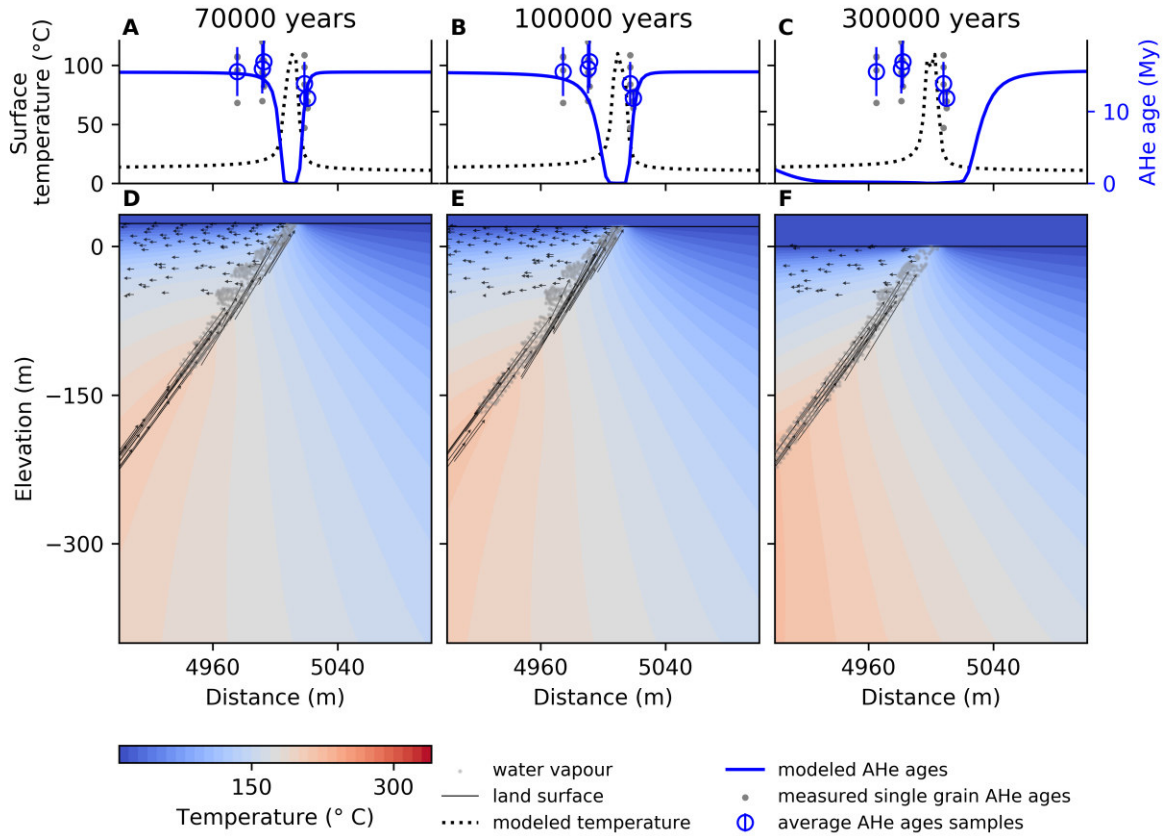 A 70000 years
B 100000 years
C 300000 years
Surface
temperature (°C)
100
50
0
10
0
AHe age (My)
D
E
F
Elevation (m)
0
−150
−300
4960 5040
4960 5040
4960 5040
Distance (m)
Distance (m)
Distance (m)
150 300
Temperature (° C)
water vapour
land surface
modeled temperature
modeled AHe ages
measured single grain AHe ages
average AHe ages samples